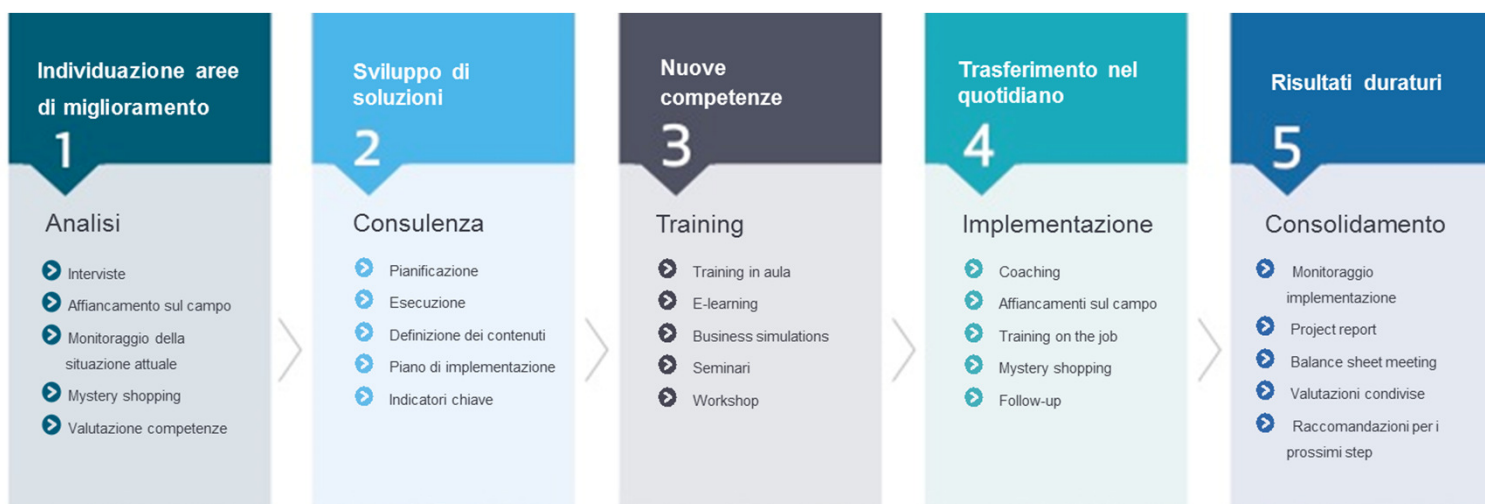 Individuazione aree
di miglioramento
1
Analisi
Interviste
Affiancamento sul campo
Monitoraggio della
situazione attuale
Mystery shopping
Valutazione competenze
Sviluppo di
soluzioni
2
Consulenza
Pianificazione
Esecuzione
Definizione dei contenuti
Piano di implementazione
Indicatori chiave
Nuove
competenze
3
Training
Training in aula
E-learning
Business simulations
Seminari
Workshop
Trasferimento nel
quotidiano
4
Implementazione
Coaching
Affiancamenti sul campo
Training on the job
Mystery shopping
Follow-up
Risultati duraturi
5
Consolidamento
Monitoraggio
implementazione
Project report
Balance sheet meeting
Valutazioni condivise
Raccomandazioni per i
prossimi step